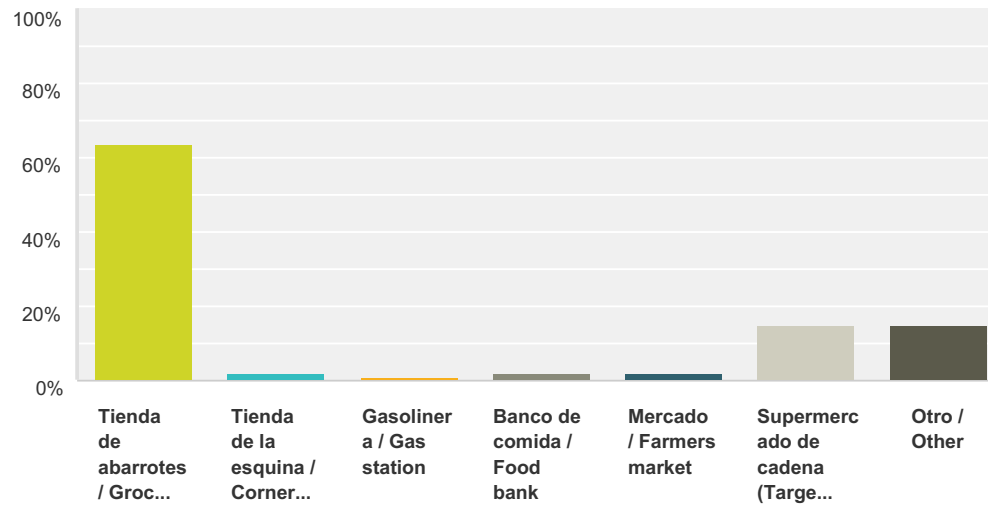 100%
80%
60%
40%
20%
0%
Tienda
de
abarrotes
/ Groc...
Tienda
de la
esquina /
Corner...
Gasoliner
a / Gas
station
Banco de
comida /
Food
bank
Mercado
/ Farmers
market
Supermerc
ado de
cadena
(Targe...
Otro /
Other